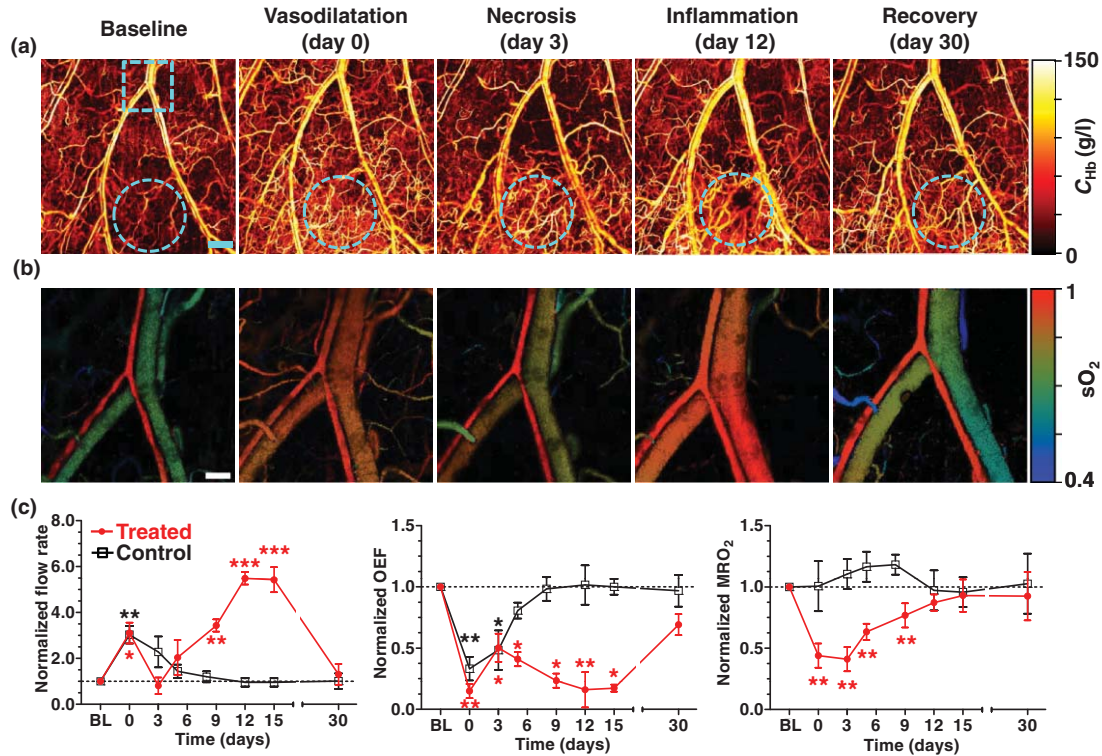 Baseline
Vasodilatation
(day 0)
Necrosis
(day 3)
Inflammation
(day 12)
Recovery
(day 30)
(a)
150
C_Hb (g/l)
0
(b)
1
sO2
0.4
(c)
8.0
6.0
4.0
2.0
0.0
Normalized flow rate
Treated
Control
**
*
**
***
***
BL 0 3 6 9 12 15 30
Time (days)
1.5
1.0
0.5
0.0
Normalized OEF
**
**
*
*
*
*
**
*
BL 0 3 6 9 12 15 30
Time (days)
1.5
1.0
0.5
0.0
Normalized MRO2
**
**
**
**
BL 0 3 6 9 12 15 30
Time (days)